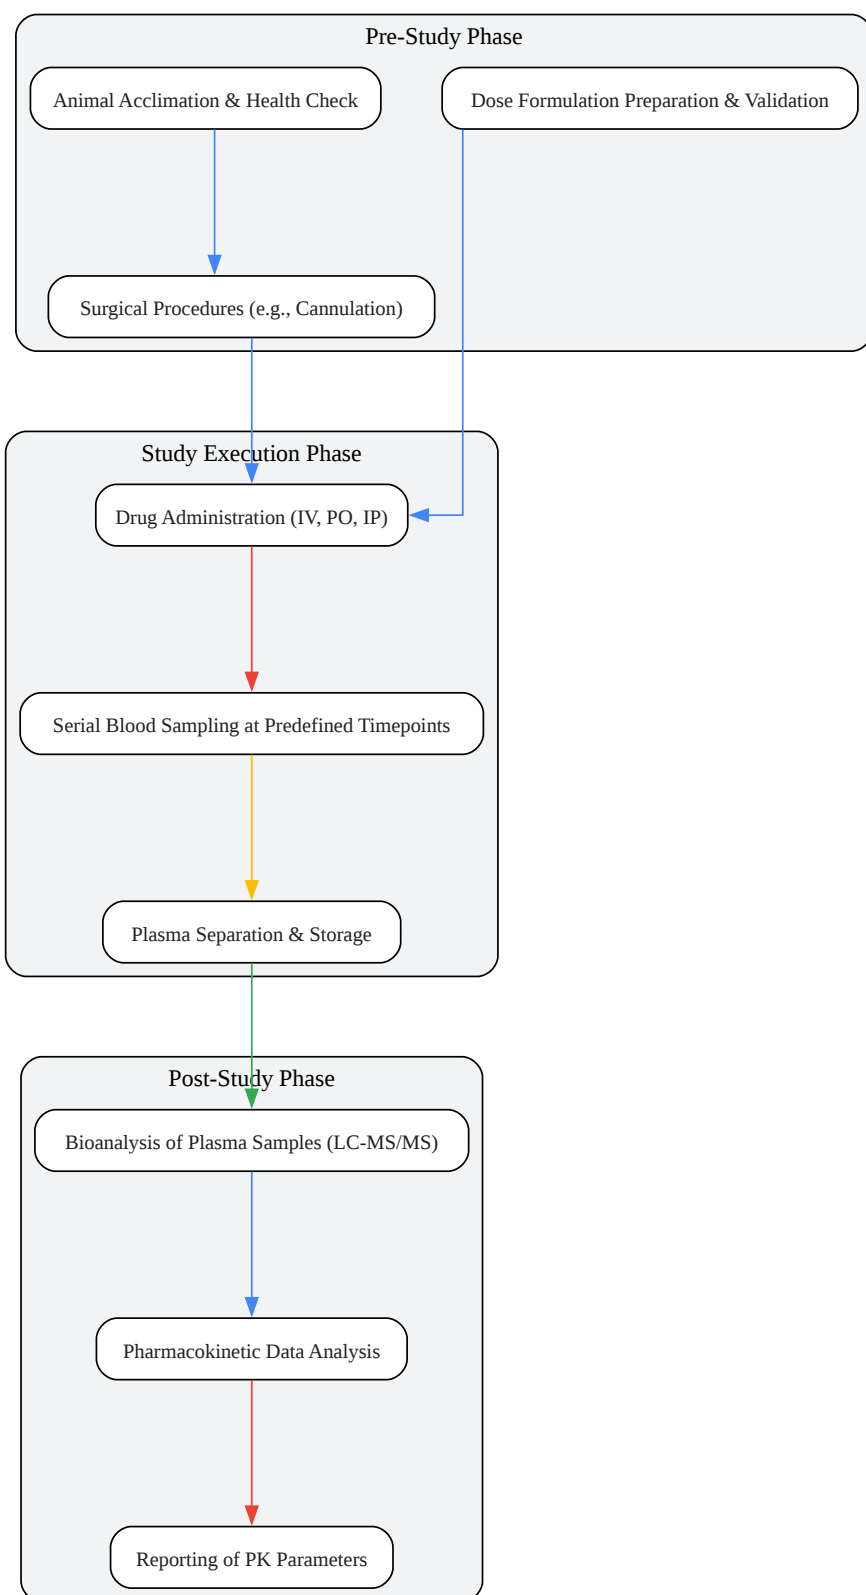 Pre-Study Phase
Animal Acclimation & Health Check
Dose Formulation Preparation & Validation
Surgical Procedures (e.g., Cannulation)
Study Execution Phase
Drug Administration (IV, PO, IP)
Serial Blood Sampling at Predefined Timepoints
Plasma Separation & Storage
Post-Study Phase
Bioanalysis of Plasma Samples (LC-MS/MS)
Pharmacokinetic Data Analysis
Reporting of PK Parameters